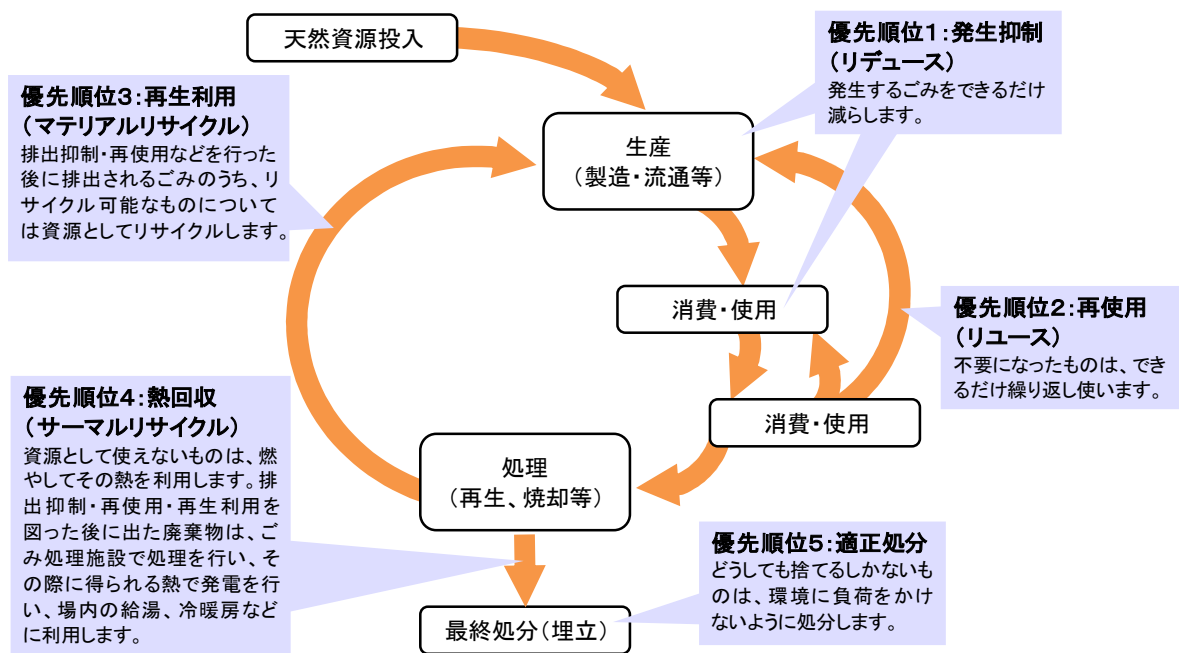 天然資源投入
優先順位1：発生抑制
（リデュース）
発生するごみをできるだけ
減らします。
優先順位3：再生利用
（マテリアルリサイクル）
排出抑制・再使用などを行った
後に排出されるごみのうち、リ
サイクル可能なものについて
は資源としてリサイクルします。
生産
（製造・流通等）
消費・使用
優先順位2：再使用
（リユース）
不要になったものは、でき
るだけ繰り返し使います。
消費・使用
優先順位4：熱回収
（サーマルリサイクル）
資源として使えないものは、燃
やしてその熱を利用します。排
出抑制・再使用・再生利用を
図った後に出た廃棄物は、ご
み処理施設で処理を行い、そ
の際に得られる熱で発電を行
い、場内の給湯、冷暖房など
に利用します。
処理
（再生、焼却等）
優先順位5：適正処分
どうしても捨てるしかないも
のは、環境に負荷をかけ
ないように処分します。
最終処分（埋立）